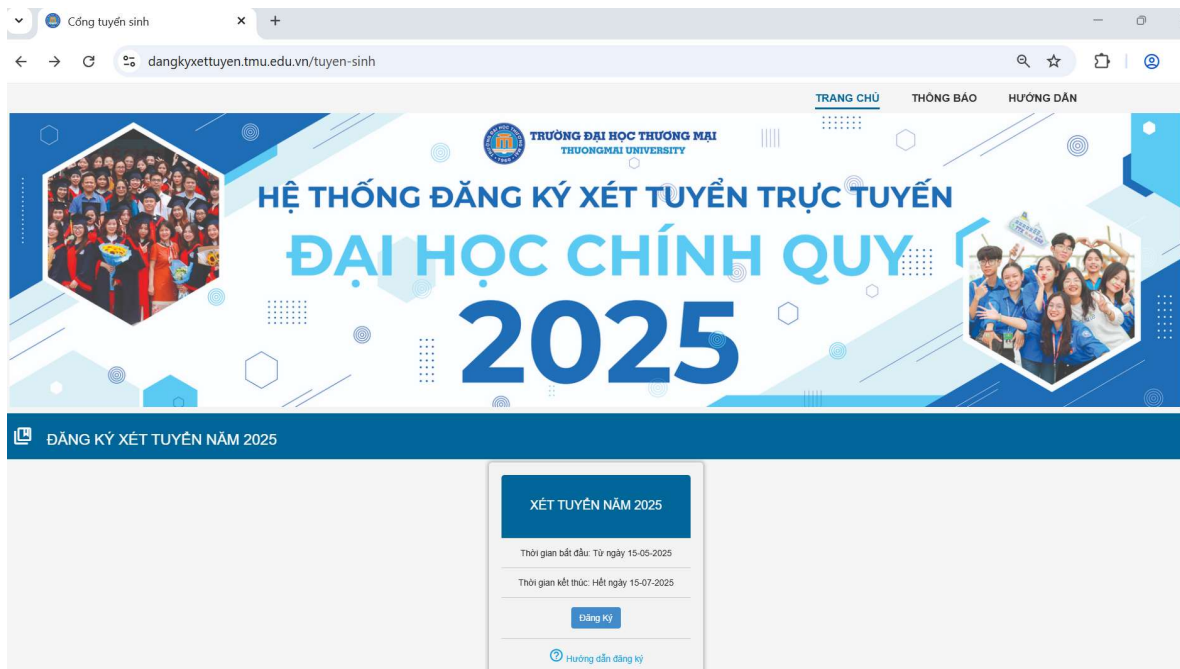 Cổng tuyển sinh
dangkyxettuyen.tmu.edu.vn/tuyen-sinh
TRANG CHỦ THÔNG BÁO HƯỚNG DẪN
TRƯỜNG ĐẠI HỌC THƯƠNG MẠI
THUONGMAI UNIVERSITY
HỆ THỐNG ĐĂNG KÝ XÉT TUYỂN TRỰC TUYẾN
ĐẠI HỌC CHÍNH QUY
2025
ĐĂNG KÝ XÉT TUYỂN NĂM 2025
XÉT TUYỂN NĂM 2025
Thời gian bắt đầu: Từ ngày 15-05-2025
Thời gian kết thúc: Hết ngày 15-07-2025
Đăng Ký
Hướng dẫn đăng ký